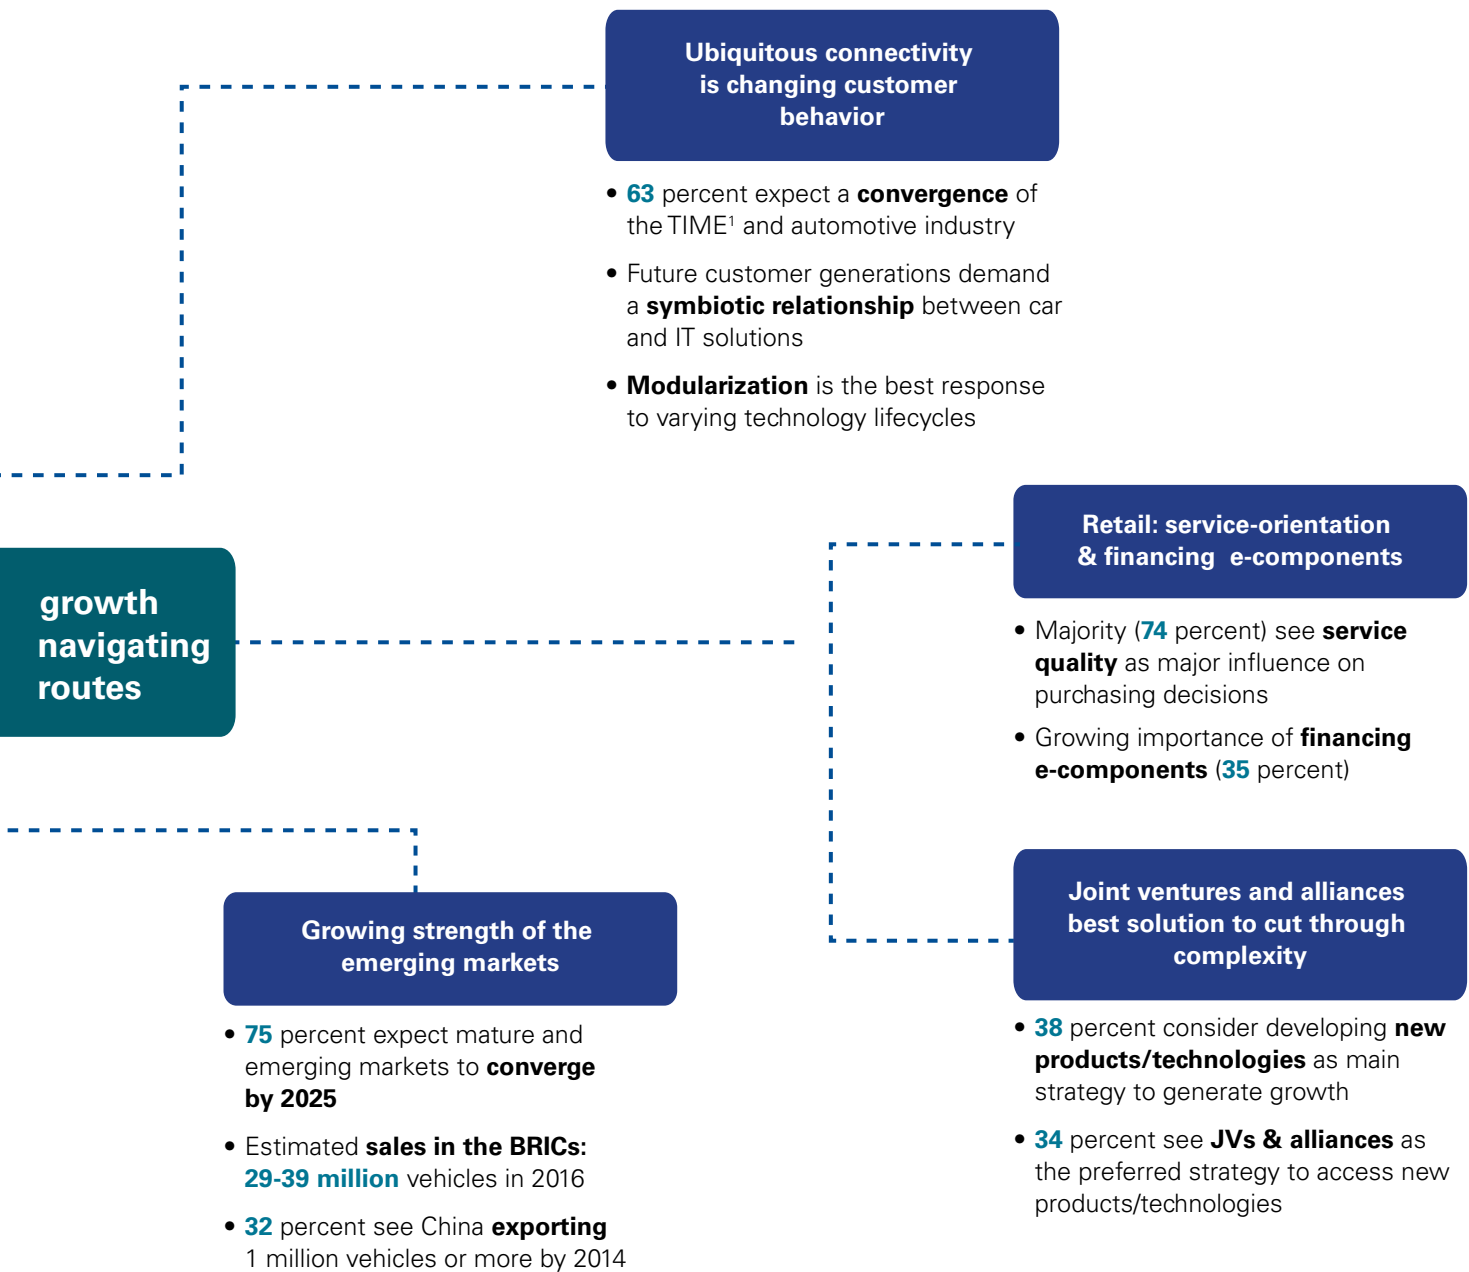 Ubiquitous connectivity
is changing customer
behavior
• 63 percent expect a convergence of
the TIME¹ and automotive industry
• Future customer generations demand
a symbiotic relationship between car
and IT solutions
• Modularization is the best response
to varying technology lifecycles
growth
navigating
routes
Retail: service-orientation
& financing e-components
• Majority (74 percent) see service
quality as major influence on
purchasing decisions
• Growing importance of financing
e-components (35 percent)
Growing strength of the
emerging markets
• 75 percent expect mature and
emerging markets to converge
by 2025
• Estimated sales in the BRICs:
29-39 million vehicles in 2016
• 32 percent see China exporting
1 million vehicles or more by 2014
Joint ventures and alliances
best solution to cut through
complexity
• 38 percent consider developing new
products/technologies as main
strategy to generate growth
• 34 percent see JVs & alliances as
the preferred strategy to access new
products/technologies